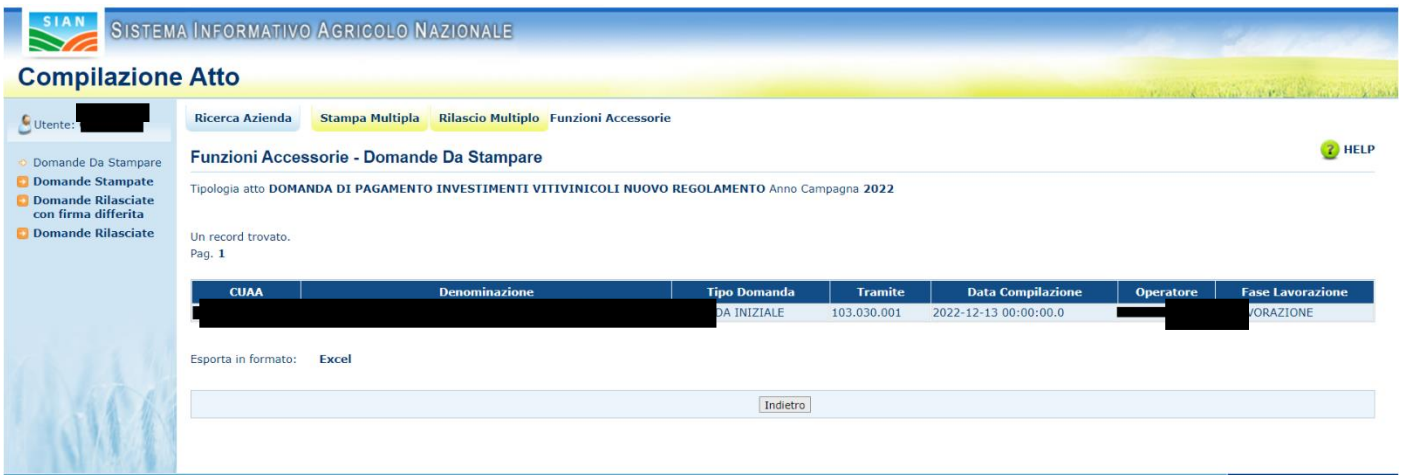 SIAN SISTEMA INFORMATIVO AGRICOLO NAZIONALE
Compilazione Atto
Utente:
Ricerca Azienda Stampa Multipla Rilascio Multiplo Funzioni Accessorie
HELP
Domande Da Stampare
Domande Stampate
Domande Rilasciate
con firma differita
Domande Rilasciate
Funzioni Accessorie - Domande Da Stampare
Tipologia atto DOMANDA DI PAGAMENTO INVESTIMENTI VITIVINICOLI NUOVO REGOLAMENTO Anno Campagna 2022
Un record trovato.
Pag. 1
CUAA Denominazione Tipo Domanda Tramite Data Compilazione Operatore Fase Lavorazione
INIZIALE 103.030.001 2022-12-13 00:00:00.0
Esporta in formato: Excel
Indietro